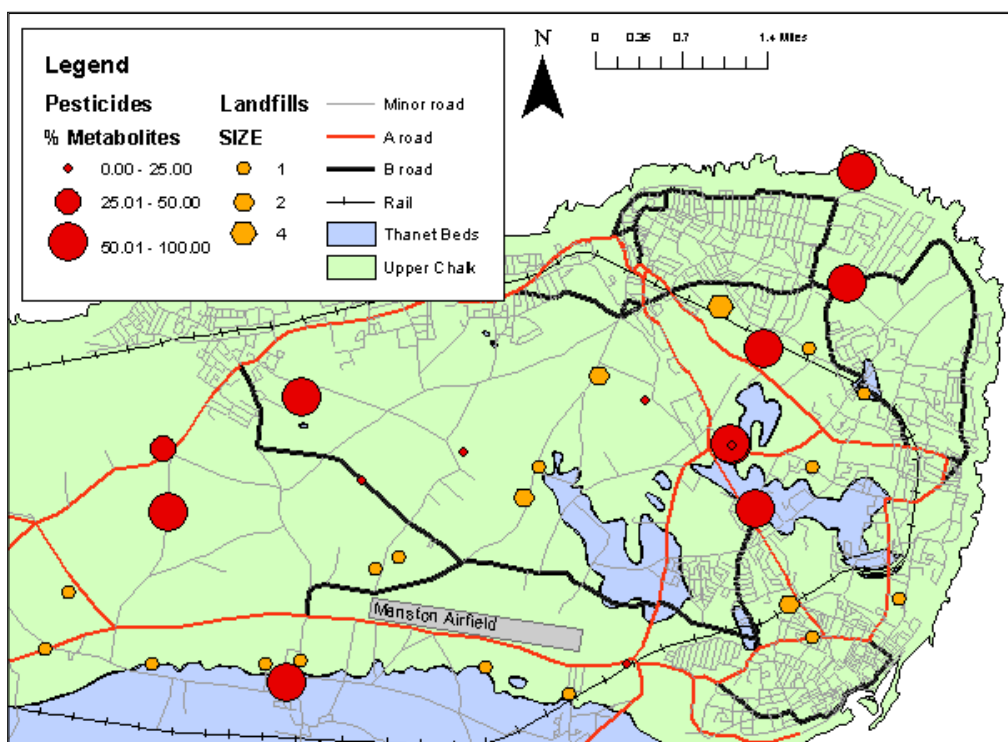 Legend
Pesticides
% Metabolites
0.00 - 25.00
25.01 - 50.00
50.01 - 100.00
Landfills
SIZE
1
2
4
Minor road
A road
B road
Rail
Thanet Beds
Upper Chalk
N
0 0.35 0.7 1.4 Miles
Manston Airfield